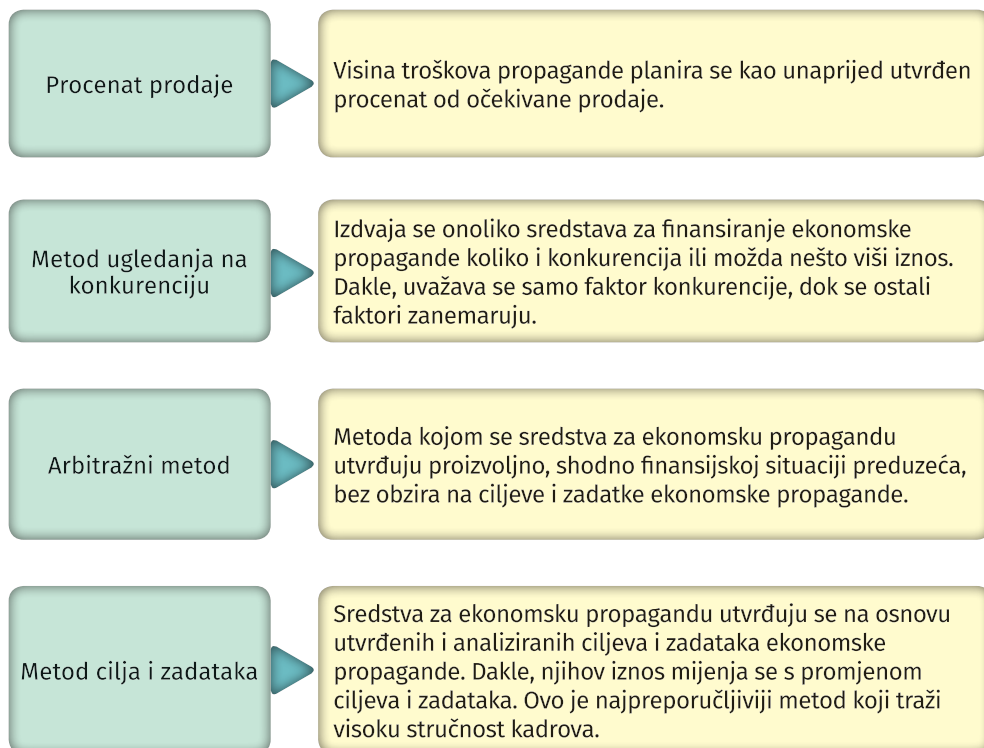 Procenat prodaje
Visina troškova propagande planira se kao unaprijed utvrđen
procenat od očekivane prodaje.
Metod ugledanja na
konkurenciju
Izdvaja se onoliko sredstava za finansiranje ekonomske
propagande koliko i konkurencija ili možda nešto viši iznos.
Dakle, uvažava se samo faktor konkurencije, dok se ostali
faktori zanemaruju.
Arbitražni metod
Metoda kojom se sredstva za ekonomsku propagandu
utvrđuju proizvoljno, shodno finansijskoj situaciji preduzeća,
bez obzira na ciljeve i zadatke ekonomske propagande.
Metod cilja i zadataka
Sredstva za ekonomsku propagandu utvrđuju se na osnovu
utvrđenih i analiziranih ciljeva i zadataka ekonomske
propagande. Dakle, njihov iznos mijenja se s promjenom
ciljeva i zadataka. Ovo je najpreporučljiviji metod koji traži
visoku stručnost kadrova.